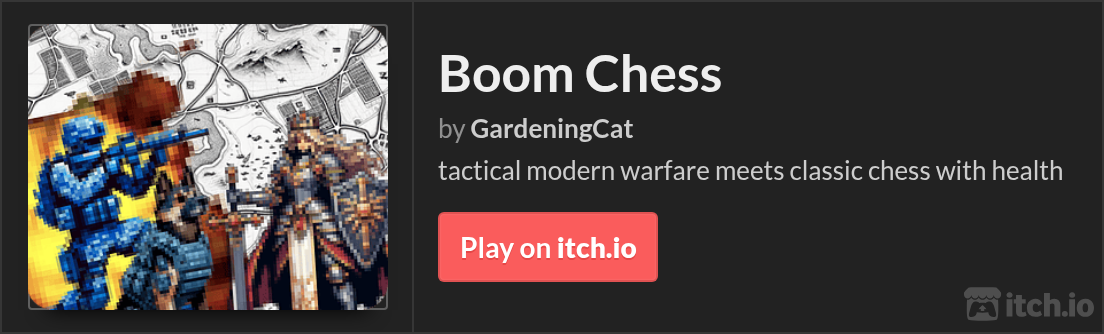 Boom Chess
by GardeningCat
tactical modern warfare meets classic chess with health
Play on itch.io
itch.io